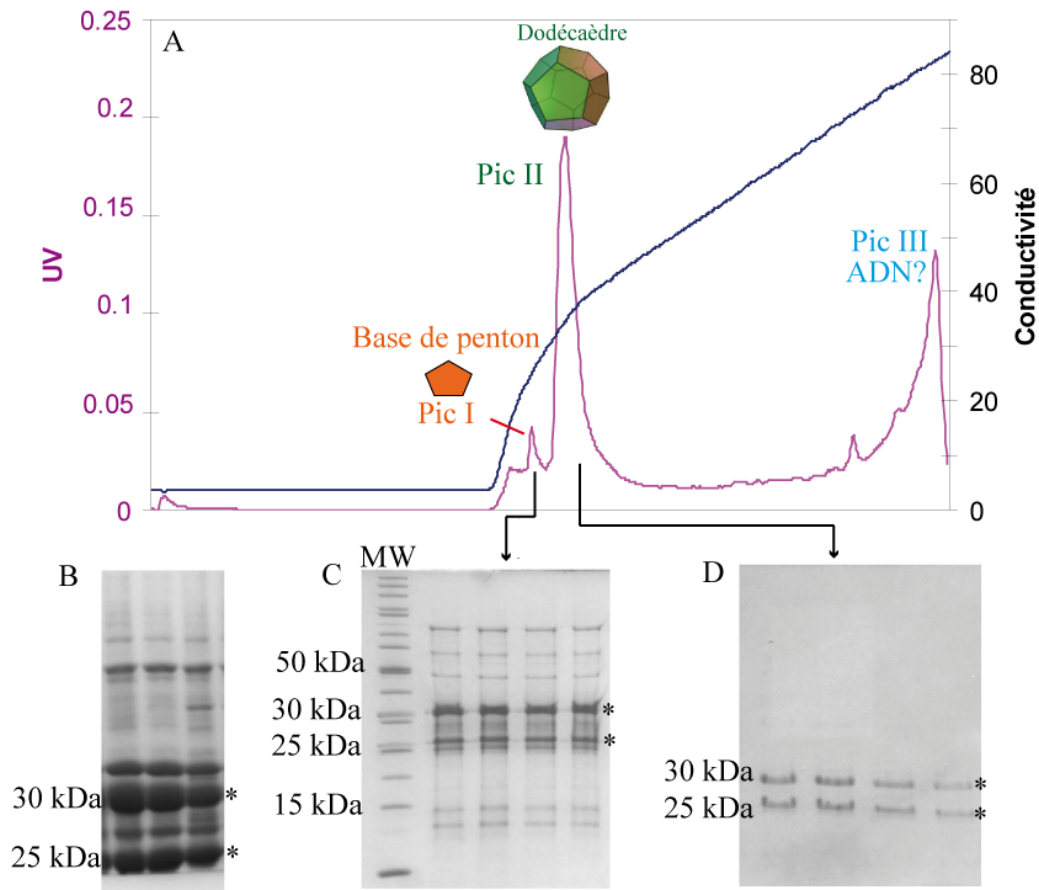 A
0.25
0.2
0.15
0.1
0.05
0
UV
Dodécaèdre
Pic II
Base de penton
Pic I
Pic III
ADN?
80
60
40
20
0
Conductivité
B
30 kDa
*
25 kDa
*
C
MW
50 kDa
30 kDa
*
25 kDa
*
15 kDa
D
30 kDa
*
25 kDa
*